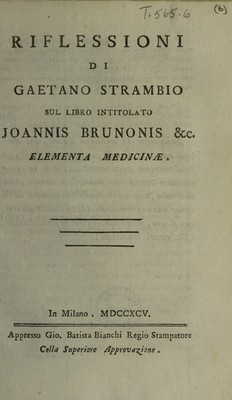 T.565.6 (6)
RIFLESSIONI
DI
GAETANO STRAMBIO
SUL LIBRO INTITOLATO
JOANNIS BRUNONIS &c.
ELEMENTA MEDICINÆ.
In Milano. MDCCXCV.
Appresso Gio. Batista Bianchi Regio Stampatore
Colla Superiore Approvazione.